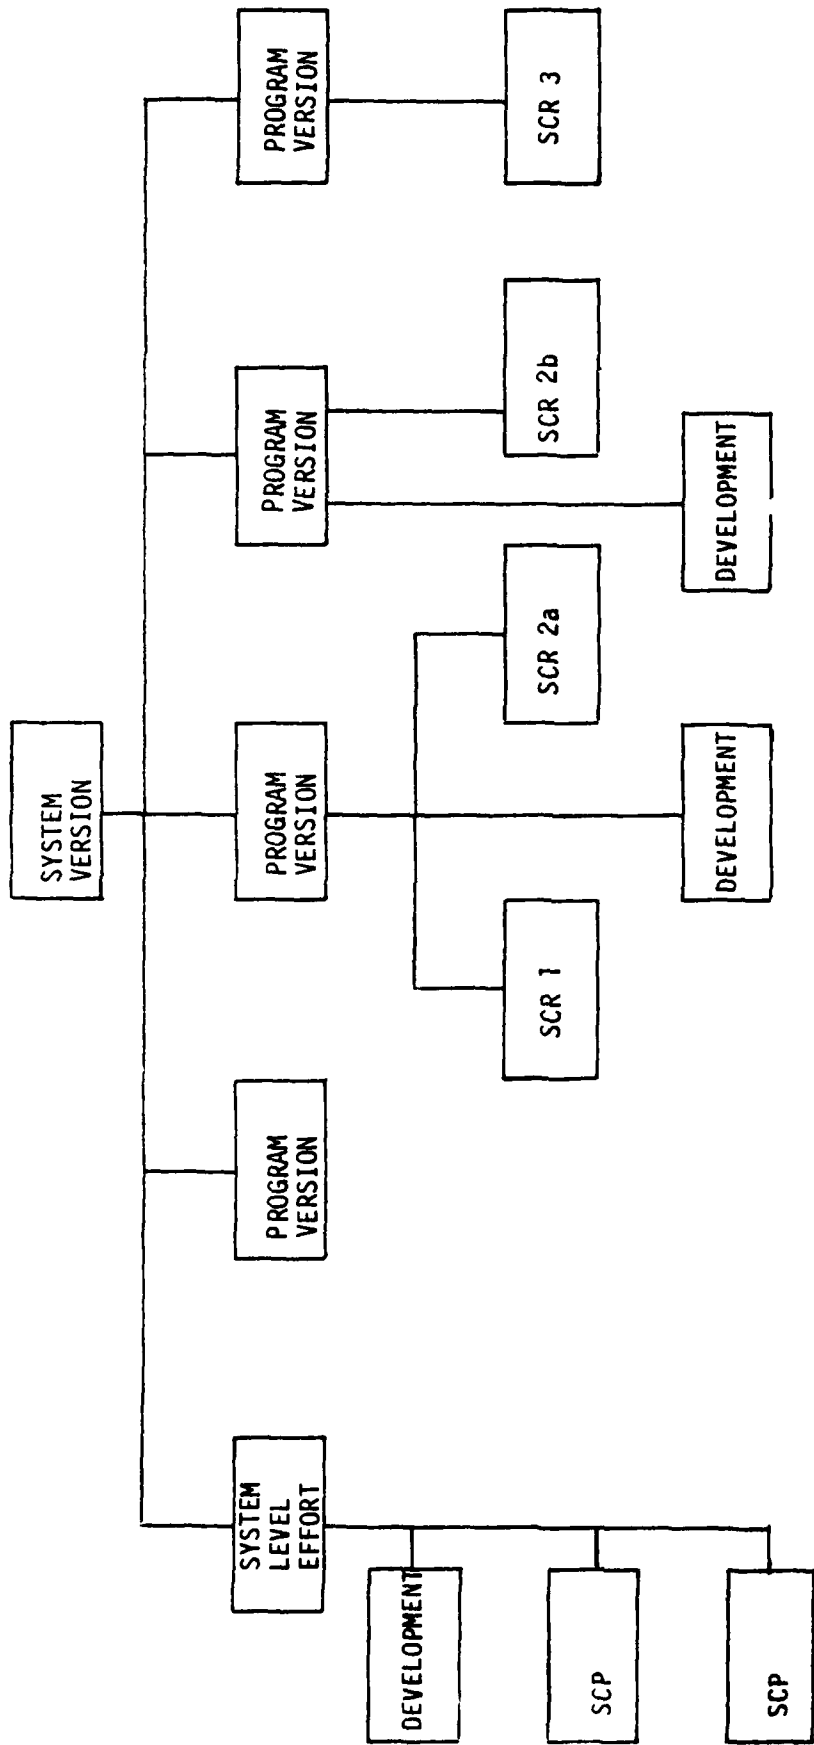 SYSTEM
VERSION
SYSTEM
LEVEL
EFFORT
PROGRAM
VERSION
PROGRAM
VERSION
PROGRAM
VERSION
PROGRAM
VERSION
DEVELOPMENT
SCP
SCP
SCR 1
SCR 2a
SCR 2b
SCR 3
DEVELOPMENT
DEVELOPMENT